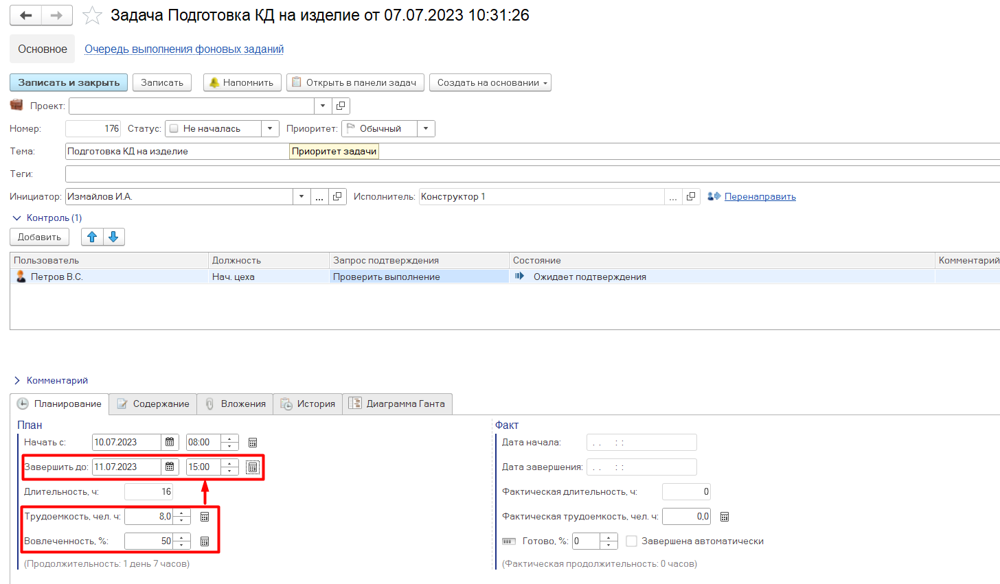 Задача Подготовка КД на изделие от 07.07.2023 10:31:26
Основное Очередь выполнения фоновых заданий
Записать и закрыть Записать Напомнить Открыть в панели задач Создать на основании
Проект:
Номер: 176 Статус: Не началась Приоритет: Обычный
Тема: Подготовка КД на изделие Приоритет задачи
Теги:
Инициатор: Измайлов И.А. ... Исполнитель: Конструктор 1 ... Перенаправить
Контроль (1)
Добавить
Пользователь Должность Запрос подтверждения Состояние Комментарий
Петров В.С. Нач. цеха Проверить выполнение Ожидает подтверждения
Комментарий
Планирование Содержание Вложения История Диаграмма Ганта
План Факт
Начать с: 10.07.2023 08:00 Дата начала: . . : :
Завершить до: 11.07.2023 15:00 Дата завершения: . . : :
Длительность, ч: 16 Фактическая длительность, ч: 0
Трудоемкость, чел. ч: 8,0 Фактическая трудоемкость, чел. ч: 0,0
Вовлеченность, %: 50 Готово, %: 0 Завершена автоматически
(Продолжительность: 1 день 7 часов) (Фактическая продолжительность: 0 часов)